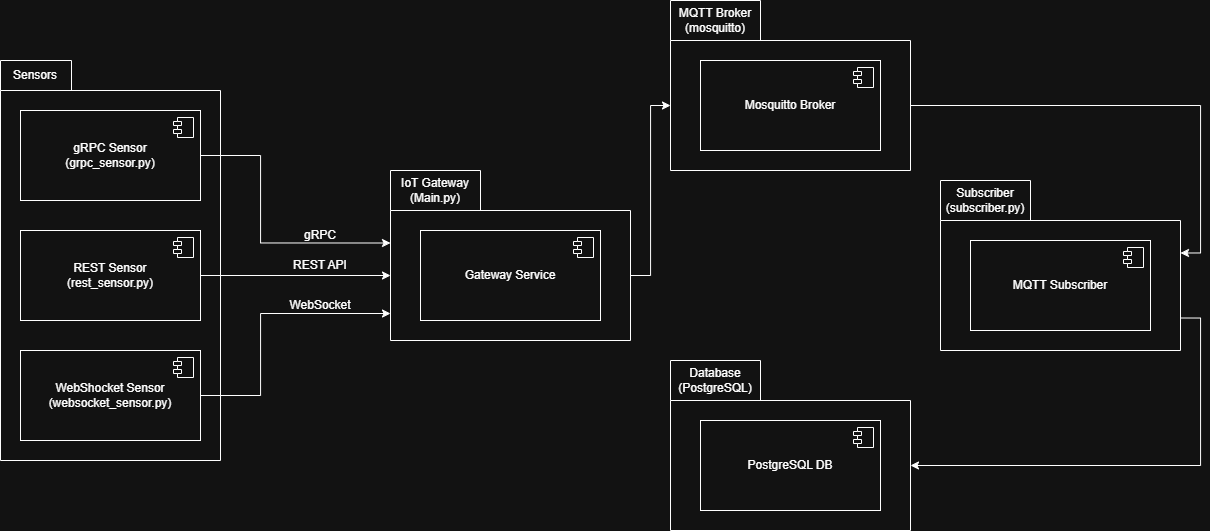 MQTT Broker
(mosquitto)
Mosquitto Broker
Sensors
gRPC Sensor
(grpc_sensor.py)
REST Sensor
(rest_sensor.py)
WebShocket Sensor
(websocket_sensor.py)
gRPC
REST API
WebSocket
IoT Gateway
(Main.py)
Gateway Service
Subscriber
(subscriber.py)
MQTT Subscriber
Database
(PostgreSQL)
PostgreSQL DB